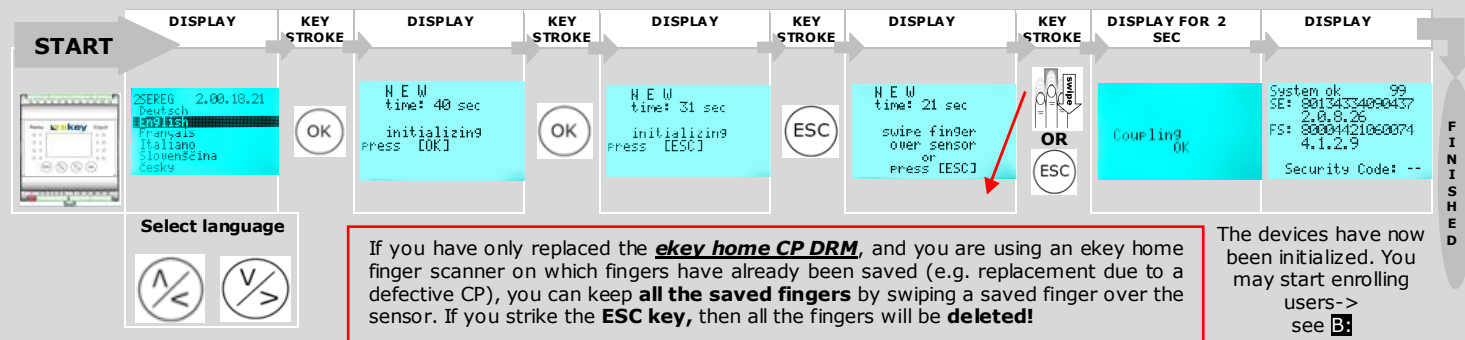 START
DISPLAY
KEY
STROKE
DISPLAY
KEY
STROKE
DISPLAY
KEY
STROKE
DISPLAY
KEY
STROKE
DISPLAY FOR 2
SEC
DISPLAY
ekey
2SEREG 2.00.18.21
Deutsch
English
Français
Italiano
Slovenščina
Česky
OK
N E W
time: 40 sec
initializing
press [OK]
OK
N E W
time: 31 sec
initializing
press [ESC]
ESC
N E W
time: 21 sec
swipe finger
over sensor
or
press [ESC]
swipe
OR
ESC
Coupling
OK
System ok 99
SE: 80134334090437
2.0.8.26
FS: 80004421060074
4.1.2.9
Security Code: --
FINISHED
Select language
If you have only replaced the ekey home CP DRM, and you are using an ekey home
finger scanner on which fingers have already been saved (e.g. replacement due to a
defective CP), you can keep all the saved fingers by swiping a saved finger over the
sensor. If you strike the ESC key, then all the fingers will be deleted!
The devices have now
been initialized. You
may start enrolling
users->
see B: